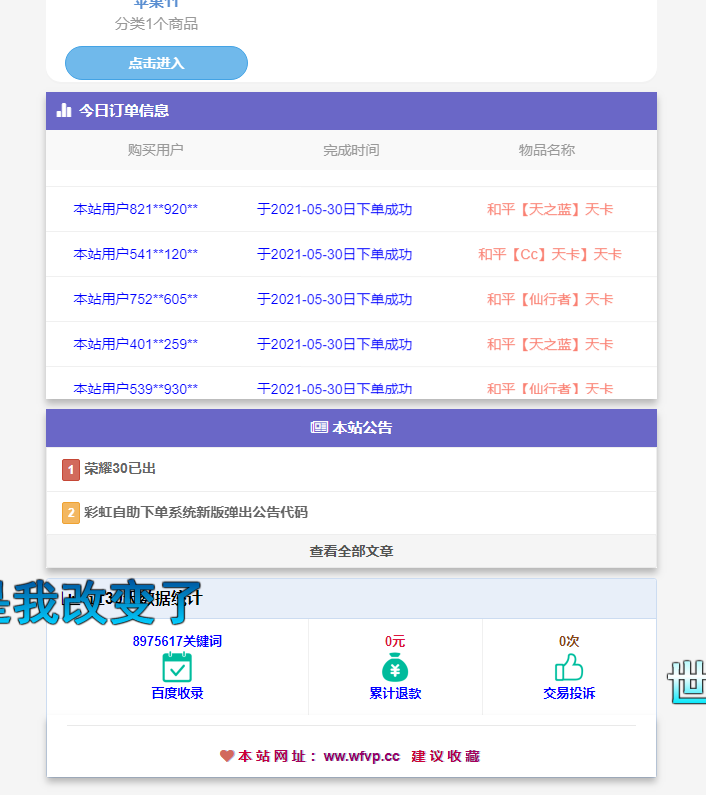 苹果11
分类1个商品
点击进入
今日订单信息
购买用户 完成时间 物品名称
本站用户821**920** 于2021-05-30日下单成功 和平【天之蓝】天卡
本站用户541**120** 于2021-05-30日下单成功 和平【Cc】天卡】天卡
本站用户752**605** 于2021-05-30日下单成功 和平【仙行者】天卡
本站用户401**259** 于2021-05-30日下单成功 和平【天之蓝】天卡
本站用户539**930** 于2021-05-30日下单成功 和平【仙行者】天卡
本站公告
1 荣耀30已出
2 彩虹自助下单系统新版弹出公告代码
查看全部文章
是我改变了
数据统计
8975617关键词 0元 0次
百度收录 累计退款 交易投诉
世
本站网址：ww.wfvp.cc 建议收藏